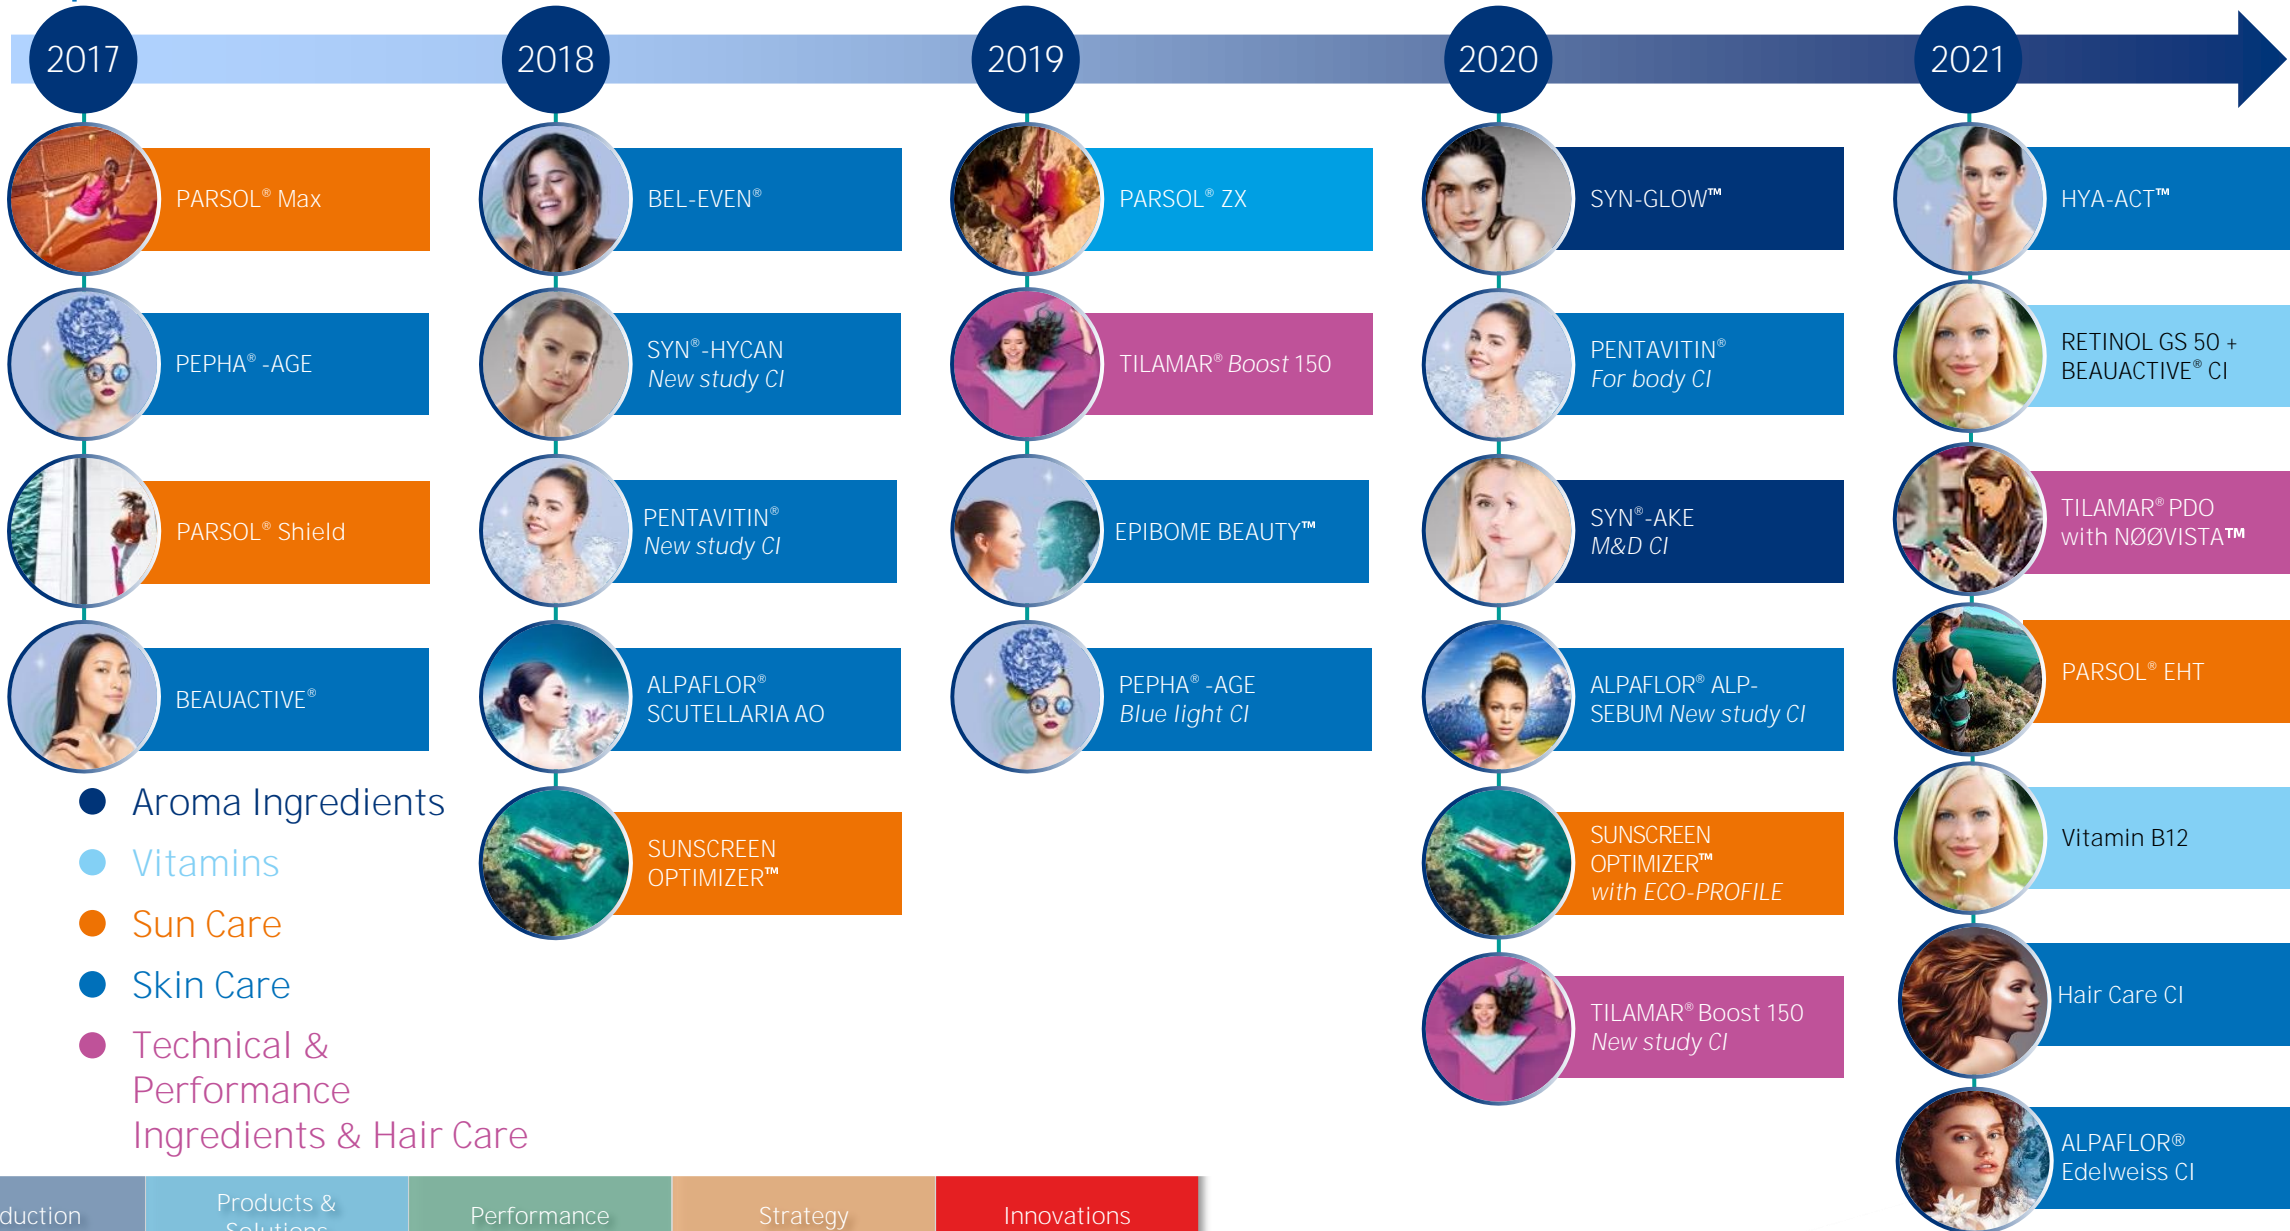 2017
2018
2019
2020
2021
PARSOL® Max
PEPHA® -AGE
PARSOL® Shield
BEAUACTIVE®
BEL-EVEN®
SYN®-HYCAN
New study CI
PENTAVITIN®
New study CI
ALPAFLOR®
SCUTELLARIA AO
SUNSCREEN
OPTIMIZER™
PARSOL® ZX
TILAMAR® Boost 150
EPIBOME BEAUTY™
PEPHA® -AGE
Blue light CI
SYN-GLOW™
PENTAVITIN®
For body CI
SYN®-AKE
M&D CI
ALPAFLOR® ALP-
SEBUM New study CI
SUNSCREEN
OPTIMIZER™
with ECO-PROFILE
TILAMAR® Boost 150
New study CI
HYA-ACT™
RETINOL GS 50 +
BEAUACTIVE® CI
TILAMAR® PDO
with NØØVISTA™
PARSOL® EHT
Vitamin B12
Hair Care CI
ALPAFLOR®
Edelweiss CI
Aroma Ingredients
Vitamins
Sun Care
Skin Care
Technical &
Performance
Ingredients & Hair Care
duction
Products &
Solutions
Performance
Strategy
Innovations